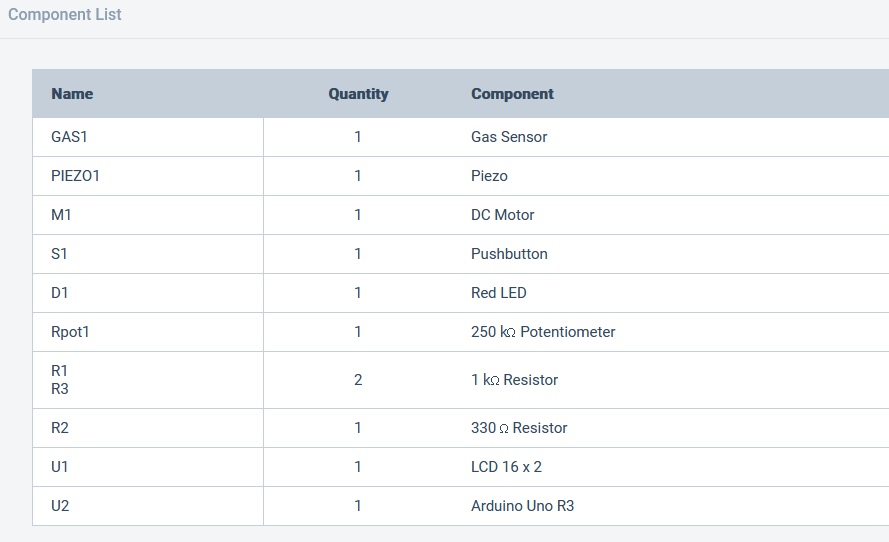 Component List
Name Quantity Component
GAS1 1 Gas Sensor
PIEZO1 1 Piezo
M1 1 DC Motor
S1 1 Pushbutton
D1 1 Red LED
Rpot1 1 250 kΩ Potentiometer
R1
R3 2 1 kΩ Resistor
R2 1 330 Ω Resistor
U1 1 LCD 16 x 2
U2 1 Arduino Uno R3